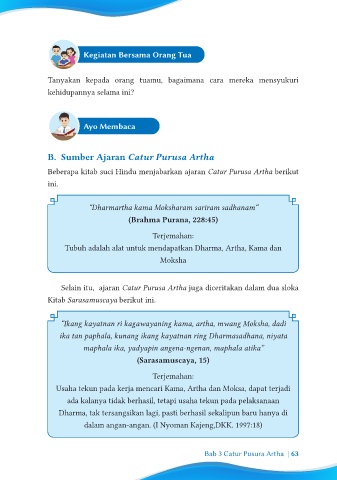 Kegiatan Bersama Orang Tua
Tanyakan kepada orang tuamu, bagaimana cara mereka mensyukuri
kehidupannya selama ini?
Ayo Membaca
B. Sumber Ajaran Catur Purusa Artha
Beberapa kitab suci Hindu menjabarkan ajaran Catur Purusa Artha berikut
ini.
"Dharmartha kama Moksharam sariram sadhanam"
(Brahma Purana, 228:45)
Terjemahan:
Tubuh adalah alat untuk mendapatkan Dharma, Artha, Kama dan
Moksha
Selain itu, ajaran Catur Purusa Artha juga diceritakan dalam dua sloka
Kitab Sarasamuscaya berikut ini.
"Ikang kayatnan ri kagawayaning kama, artha, mwang Moksha, dadi
ika tan paphala, kunang ikang kayatnan ring Dharmasadhana, niyata
maphala ika, yadyapin angena-ngenan, maphala atika"
(Sarasamuscaya, 15)
Terjemahan:
Usaha tekun pada kerja mencari Kama, Artha dan Moksa, dapat terjadi
ada kalanya tidak berhasil, tetapi usaha tekun pada pelaksanaan
Dharma, tak tersangsikan lagi, pasti berhasil sekalipun baru hanya di
dalam angan-angan. (I Nyoman Kajeng,DKK. 1997:18)
Bab 3 Catur Pusura Artha | 63